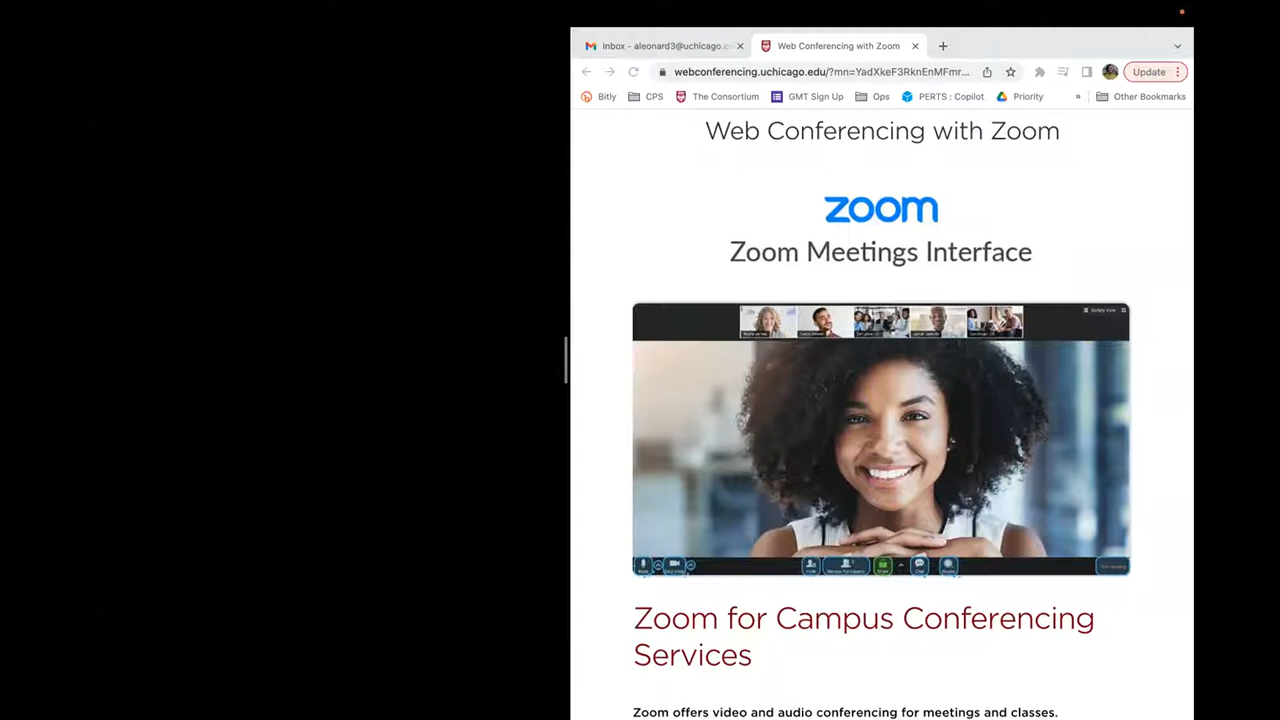 Inbox - aleonard3@uchicago.e
Web Conferencing with Zoom
webconferencing.uchicago.edu/?mn=YadXkeF3RknEnMFmr...
Update
Bitly
CPS
The Consortium
GMT Sign Up
Ops
PERTS : Copilot
Priority
»
Other Bookmarks
Web Conferencing with Zoom
zoom
Zoom Meetings Interface
Zoom for Campus Conferencing
Services
Zoom offers video and audio conferencing for meetings and classes.